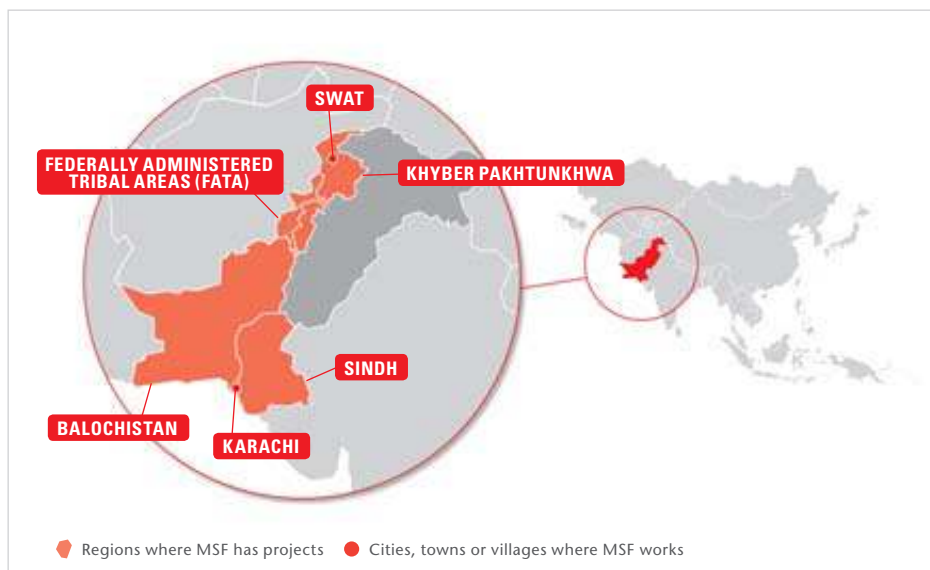 SWAT
FEDERALLY ADMINISTERED
TRIBAL AREAS (FATA)
KHYBER PAKHTUNKHWA
SINDH
BALOCHISTAN
KARACHI
Regions where MSF has projects
Cities, towns or villages where MSF works